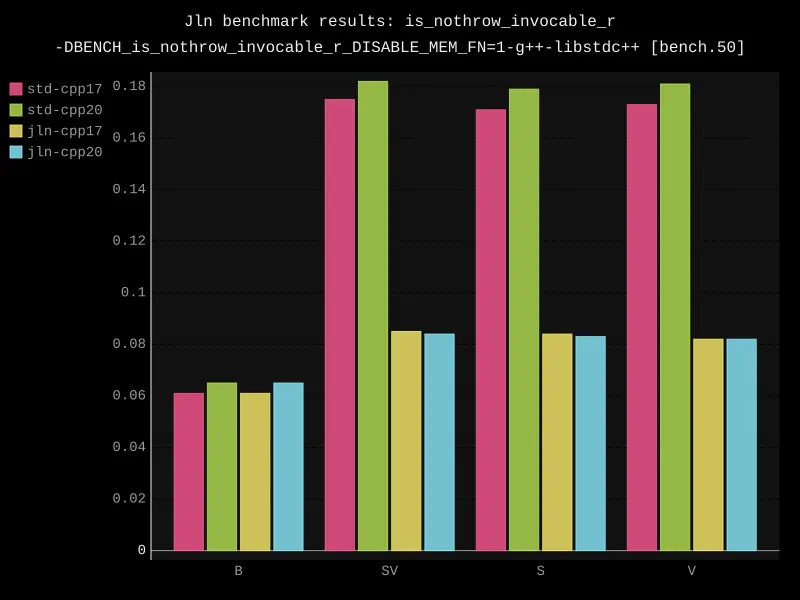 Jln benchmark results: is_nothrow_invocable_r
-DBENCH_is_nothrow_invocable_r_DISABLE_MEM_FN=1-g++-libstdc++ [bench.50]
std-cpp17
std-cpp20
jln-cpp17
jln-cpp20
0.18
0.16
0.14
0.12
0.1
0.08
0.06
0.04
0.02
0
B SV S V